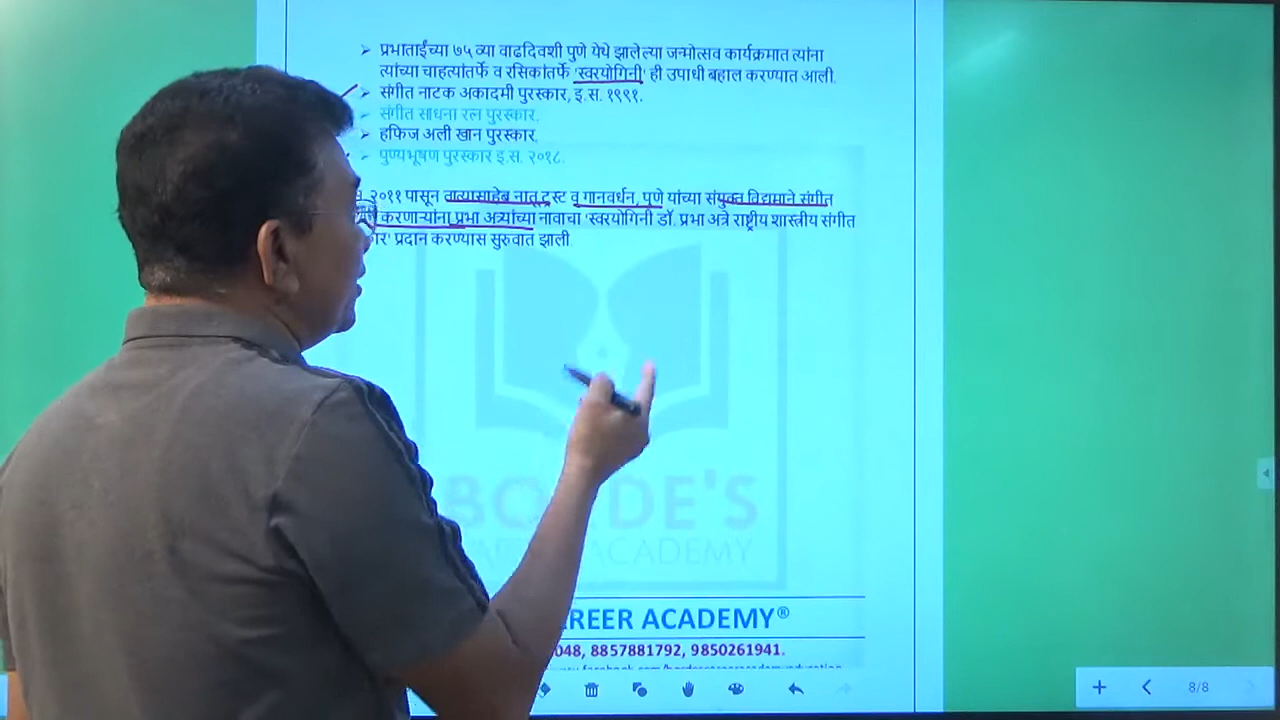 ➢ प्रभाताईंच्या ७५ व्या वाढदिवशी पुणे येथे झालेल्या जन्मोत्सव कार्यक्रमात त्यांना
त्यांच्या चाहत्यांतर्फे व रसिकांतर्फे 'स्वरयोगिनी' ही उपाधी बहाल करण्यात आली.
➢ संगीत नाटक अकादमी पुरस्कार, इ.स. १९९१.
➢ संगीत साधना रत्न पुरस्कार.
➢ हफिज अली खान पुरस्कार.
➢ पुण्यभूषण पुरस्कार इ.स. २०१८.
२०११ पासून तात्यासाहेब नातू ट्रस्ट व गानवर्धन, पुणे यांच्या संयुक्त विद्यमाने संगीत
करणाऱ्यांना प्रभा अत्र्यांच्या नावाचा 'स्वरयोगिनी डॉ. प्रभा अत्रे राष्ट्रीय शास्त्रीय संगीत
प्रदान करण्यास सुरुवात झाली
ACADEMY
REER ACADEMY®
048, 8857881792, 9850261941.
8/8